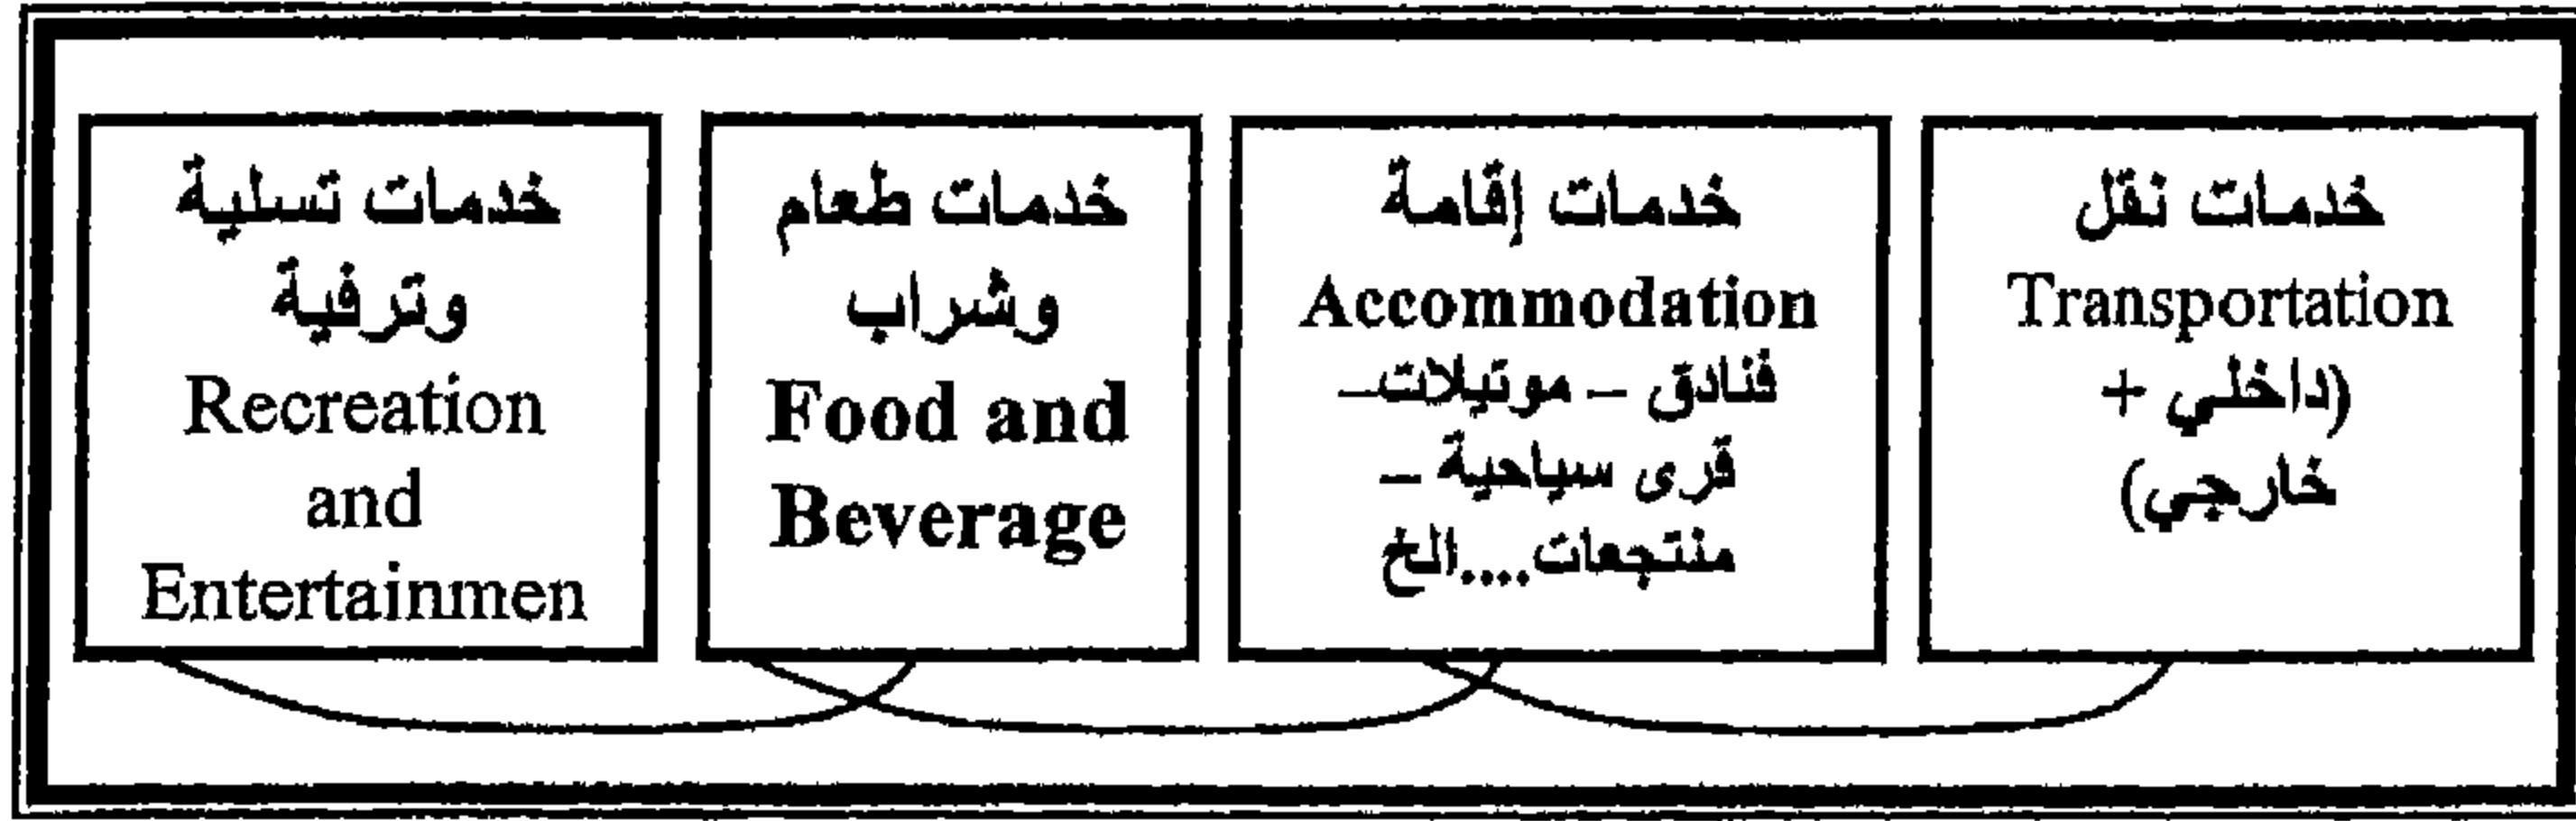 خدمات نقل
Transportation
(داخلي +
خارجي)
خدمات إقامة
Accommodation
فنادق – موتيلات–
قرى سياحية –
منتجعات....الخ
خدمات طعام
وشراب
Food and
Beverage
خدمات تسلية
وترفية
Recreation
and
Entertainmen